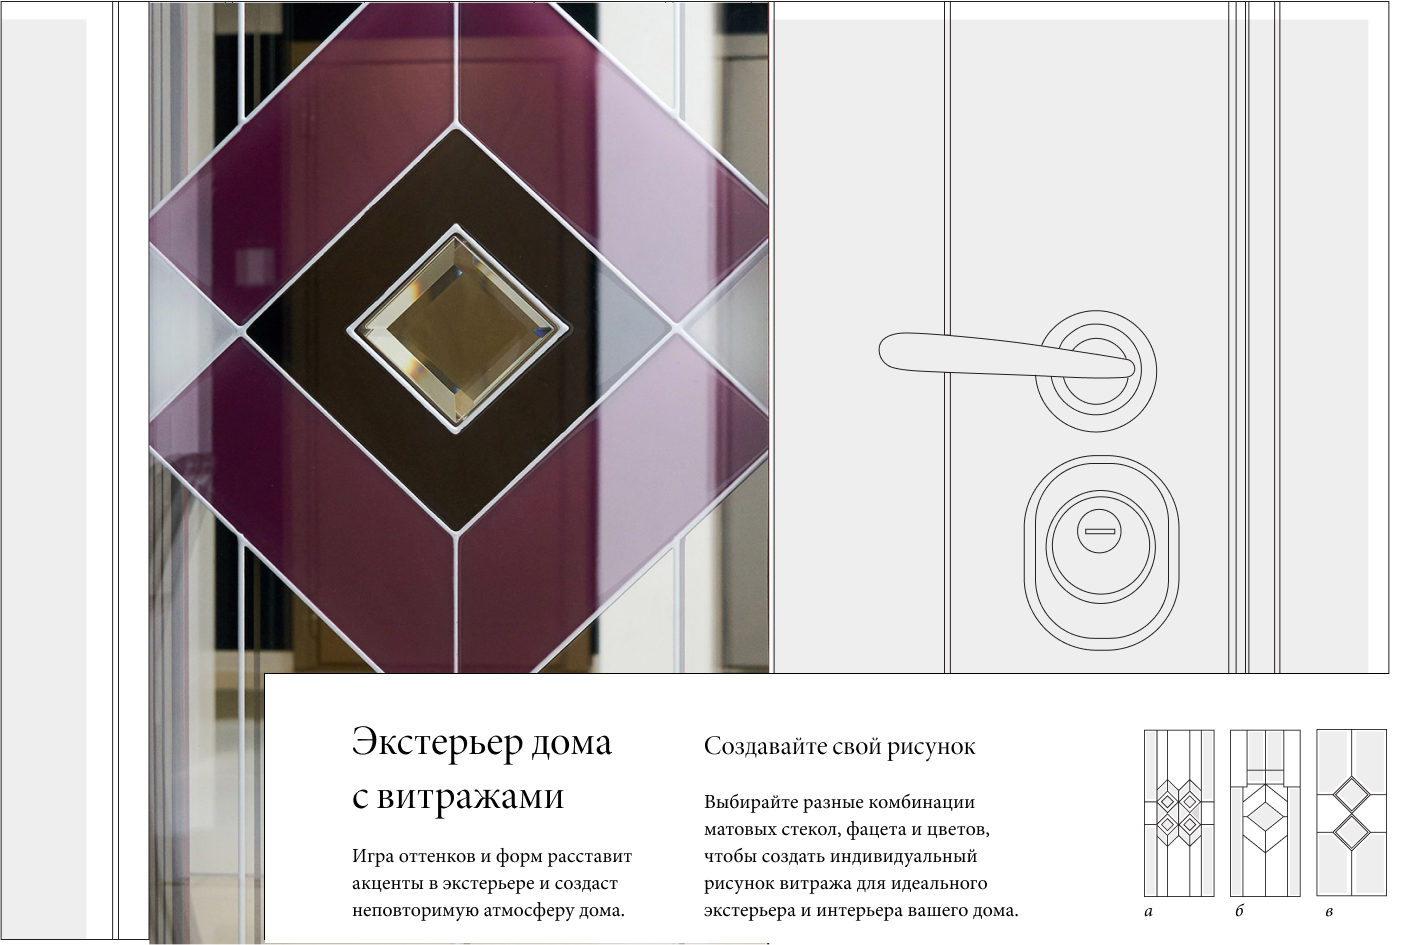 Экстерьер дома
с витражами
Игра оттенков и форм расставит
акценты в экстерьере и создаст
неповторимую атмосферу дома.
Создавайте свой рисунок
Выбирайте разные комбинации
матовых стекол, фацета и цветов,
чтобы создать индивидуальный
рисунок витража для идеального
экстерьера и интерьера вашего дома.
а
б
в